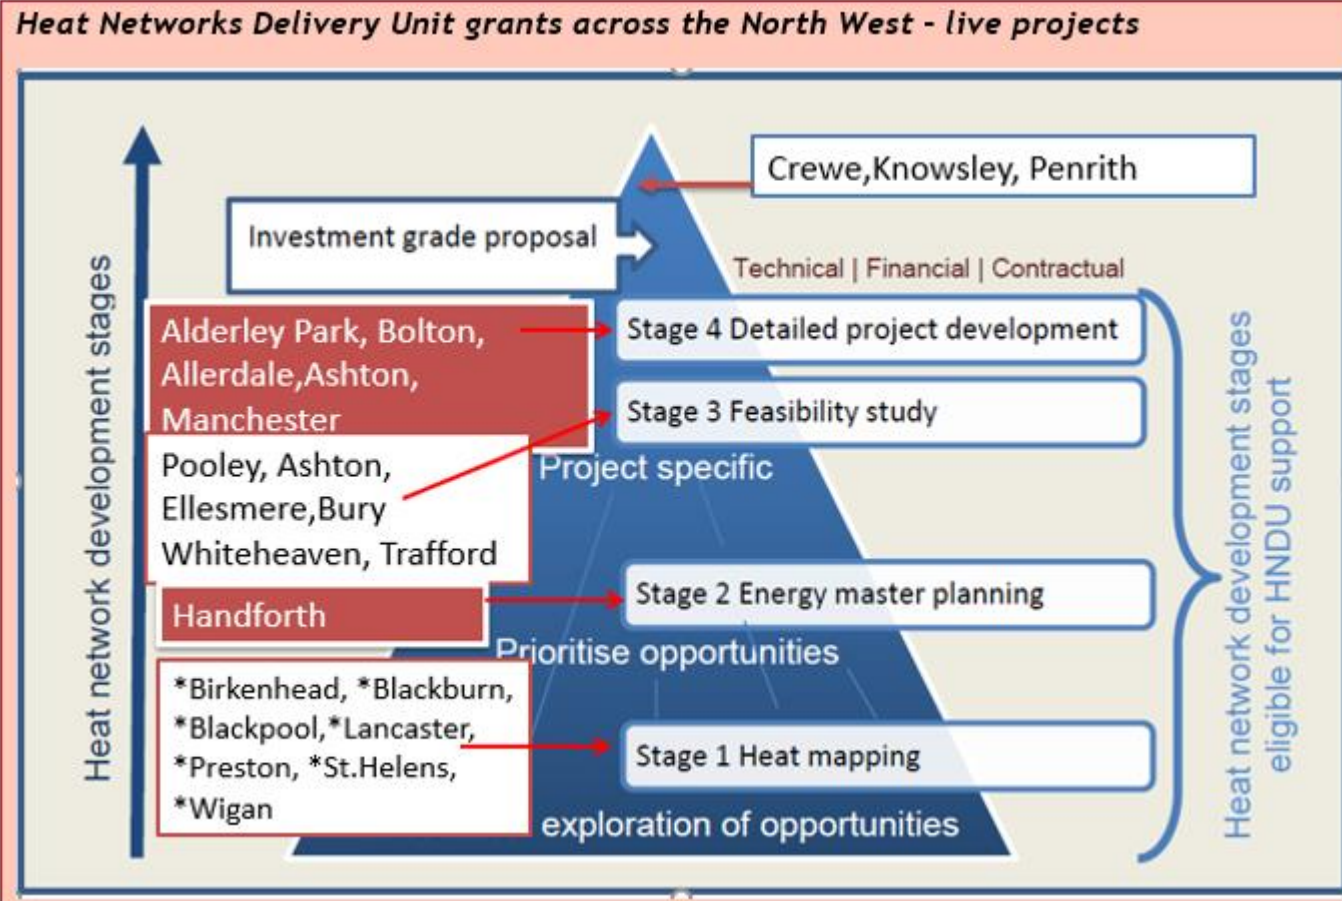 Heat Networks Delivery Unit grants across the North West - live projects
Crewe,Knowsley, Penrith
Investment grade proposal
Technical | Financial | Contractual
Heat network development stages
Alderley Park, Bolton,
Allerdale,Ashton,
Manchester
Stage 4 Detailed project development
Stage 3 Feasibility study
Project specific
Pooley, Ashton,
Ellesmere,Bury
Whiteheaven, Trafford
Handforth
Stage 2 Energy master planning
Prioritise opportunities
*Birkenhead, *Blackburn,
*Blackpool,*Lancaster,
*Preston, *St.Helens,
*Wigan
Stage 1 Heat mapping
exploration of opportunities
Heat network development stages
eligible for HNDU support